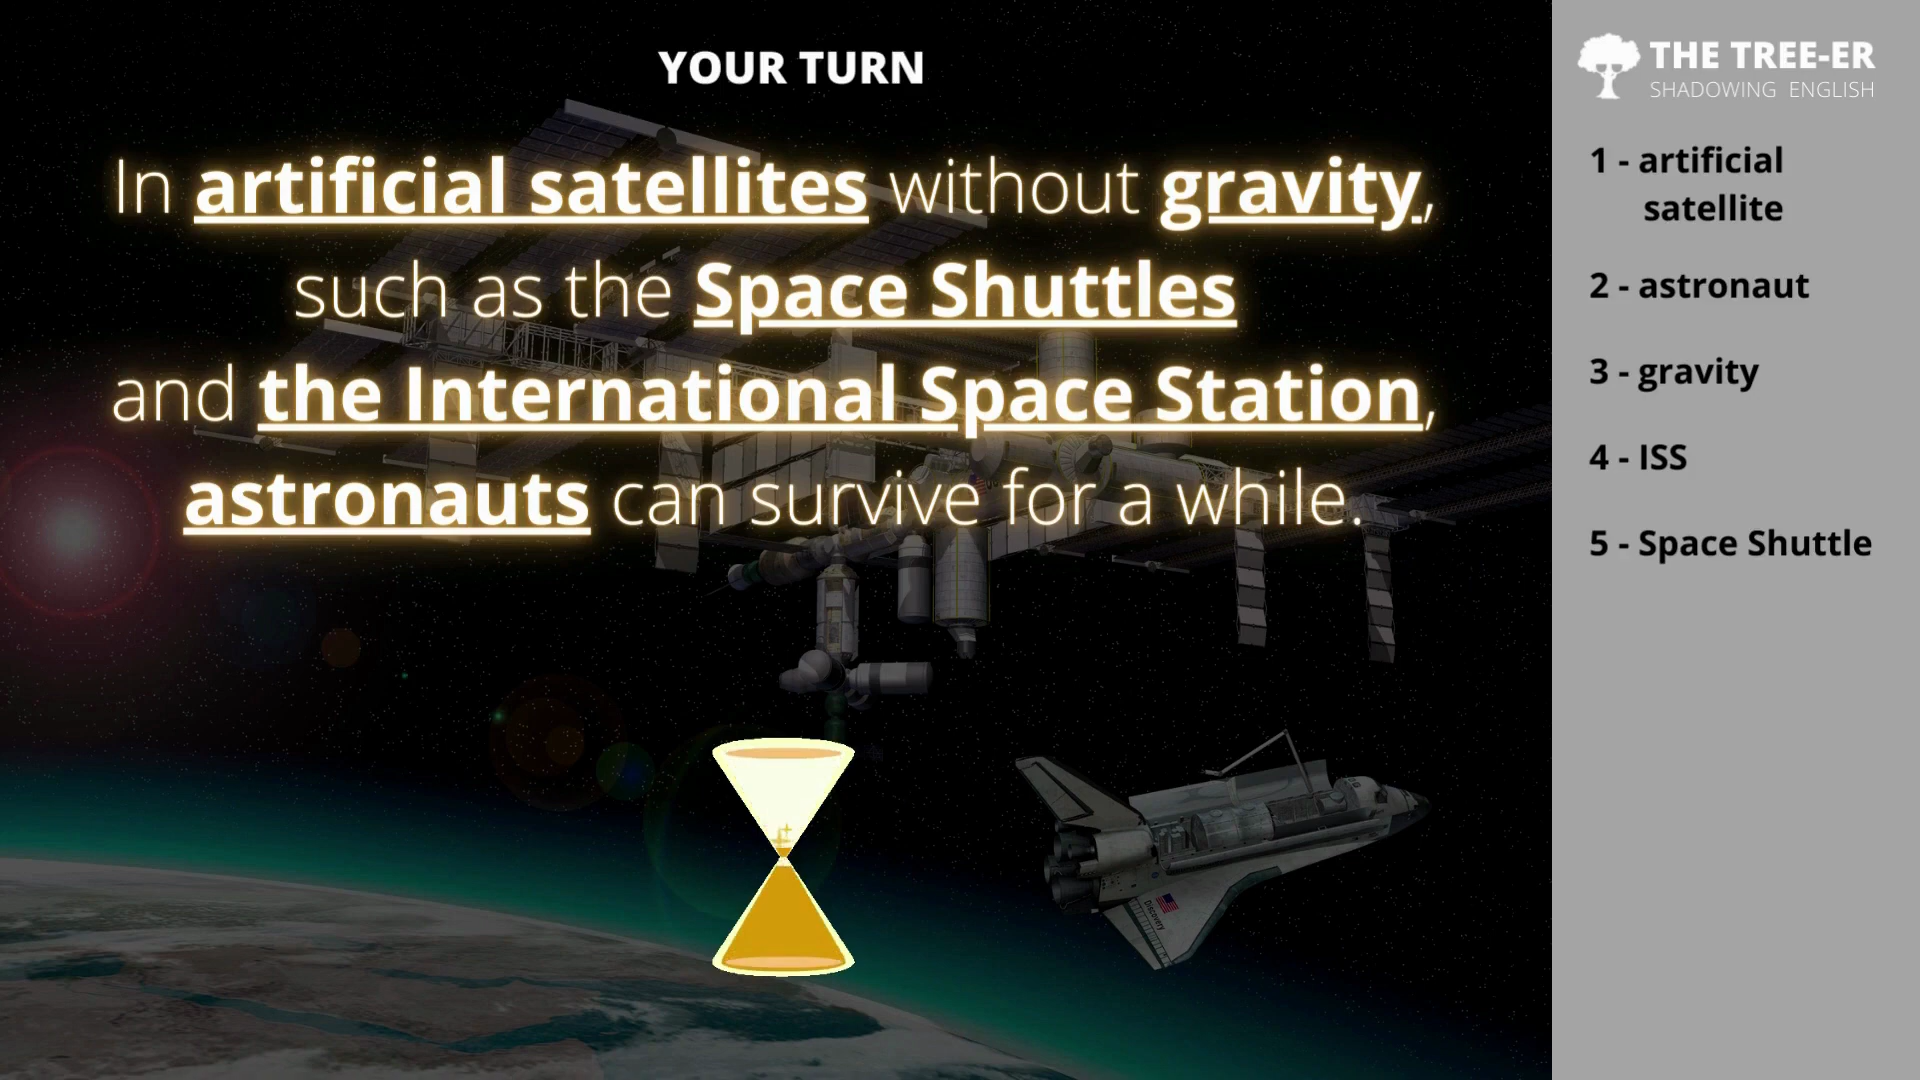 YOUR TURN
In artificial satellites without gravity,
such as the Space Shuttles
and the International Space Station,
astronauts can survive for a while.
THE TREE-ER
SHADOWING ENGLISH
1 - artificial
satellite
2 - astronaut
3 - gravity
4 - ISS
5 - Space Shuttle
Discovery